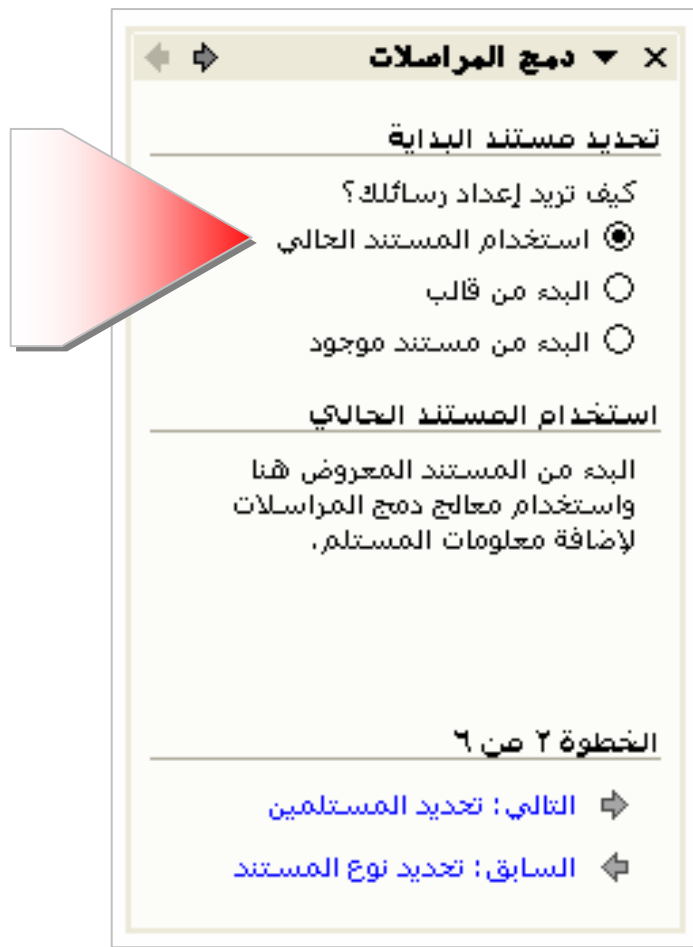 دمج المراصلات
تحديد مستند البداية
كيف تريد إعداد رسائلك؟
استخدام المستند الحالي
البدء من قالب
البدء من مستند موجود
استخدام المستند الحالي
البدء من المستند المعروض هنا
واستخدام معالج دمج المراسلات
لإضافة معلومات المستلم.
الخطوة ٢ من ٦
التالي: تحديد المستلمين
السابق: تحديد نوع المستند